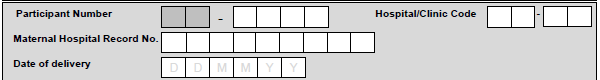 Participant Number - Hospital/Clinic Code -
Maternal Hospital Record No.
Date of delivery D D M M Y Y